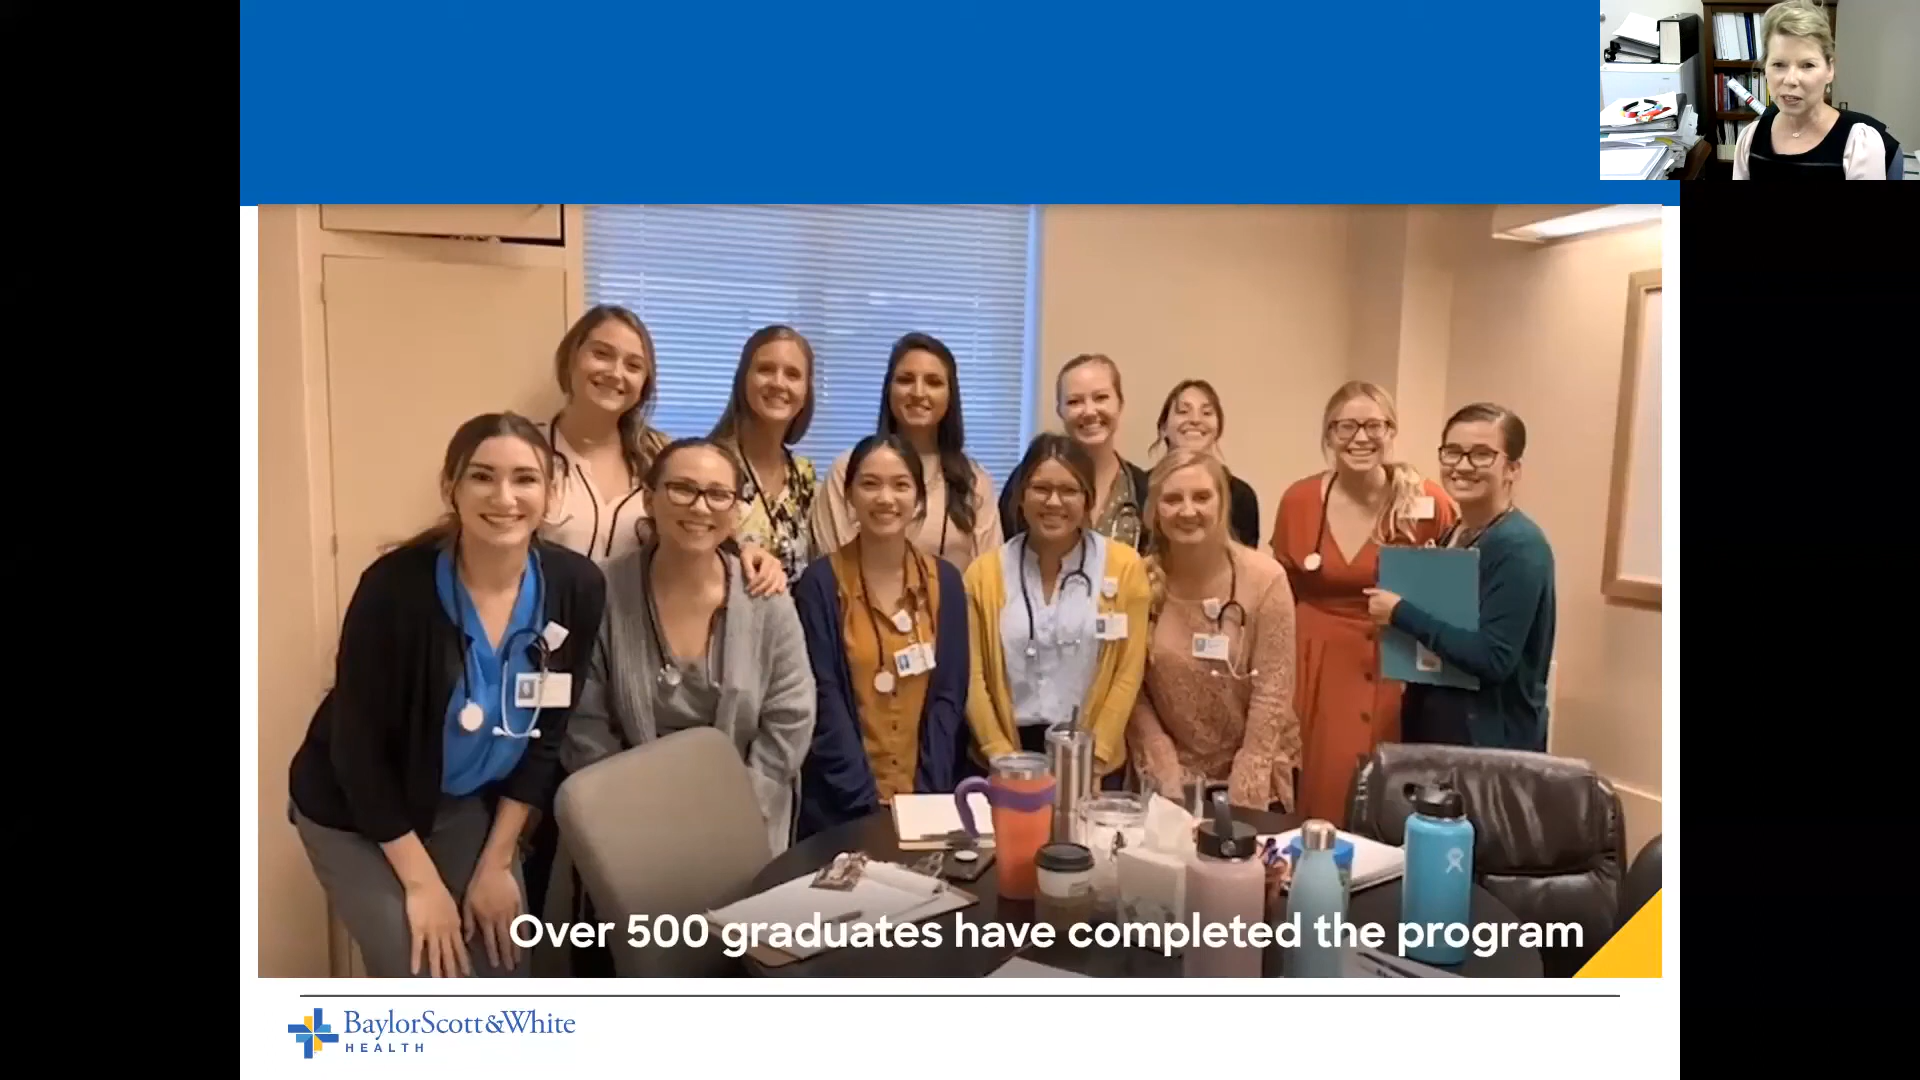 Over 500 graduates have completed the program
BaylorScott&White
HEALTH